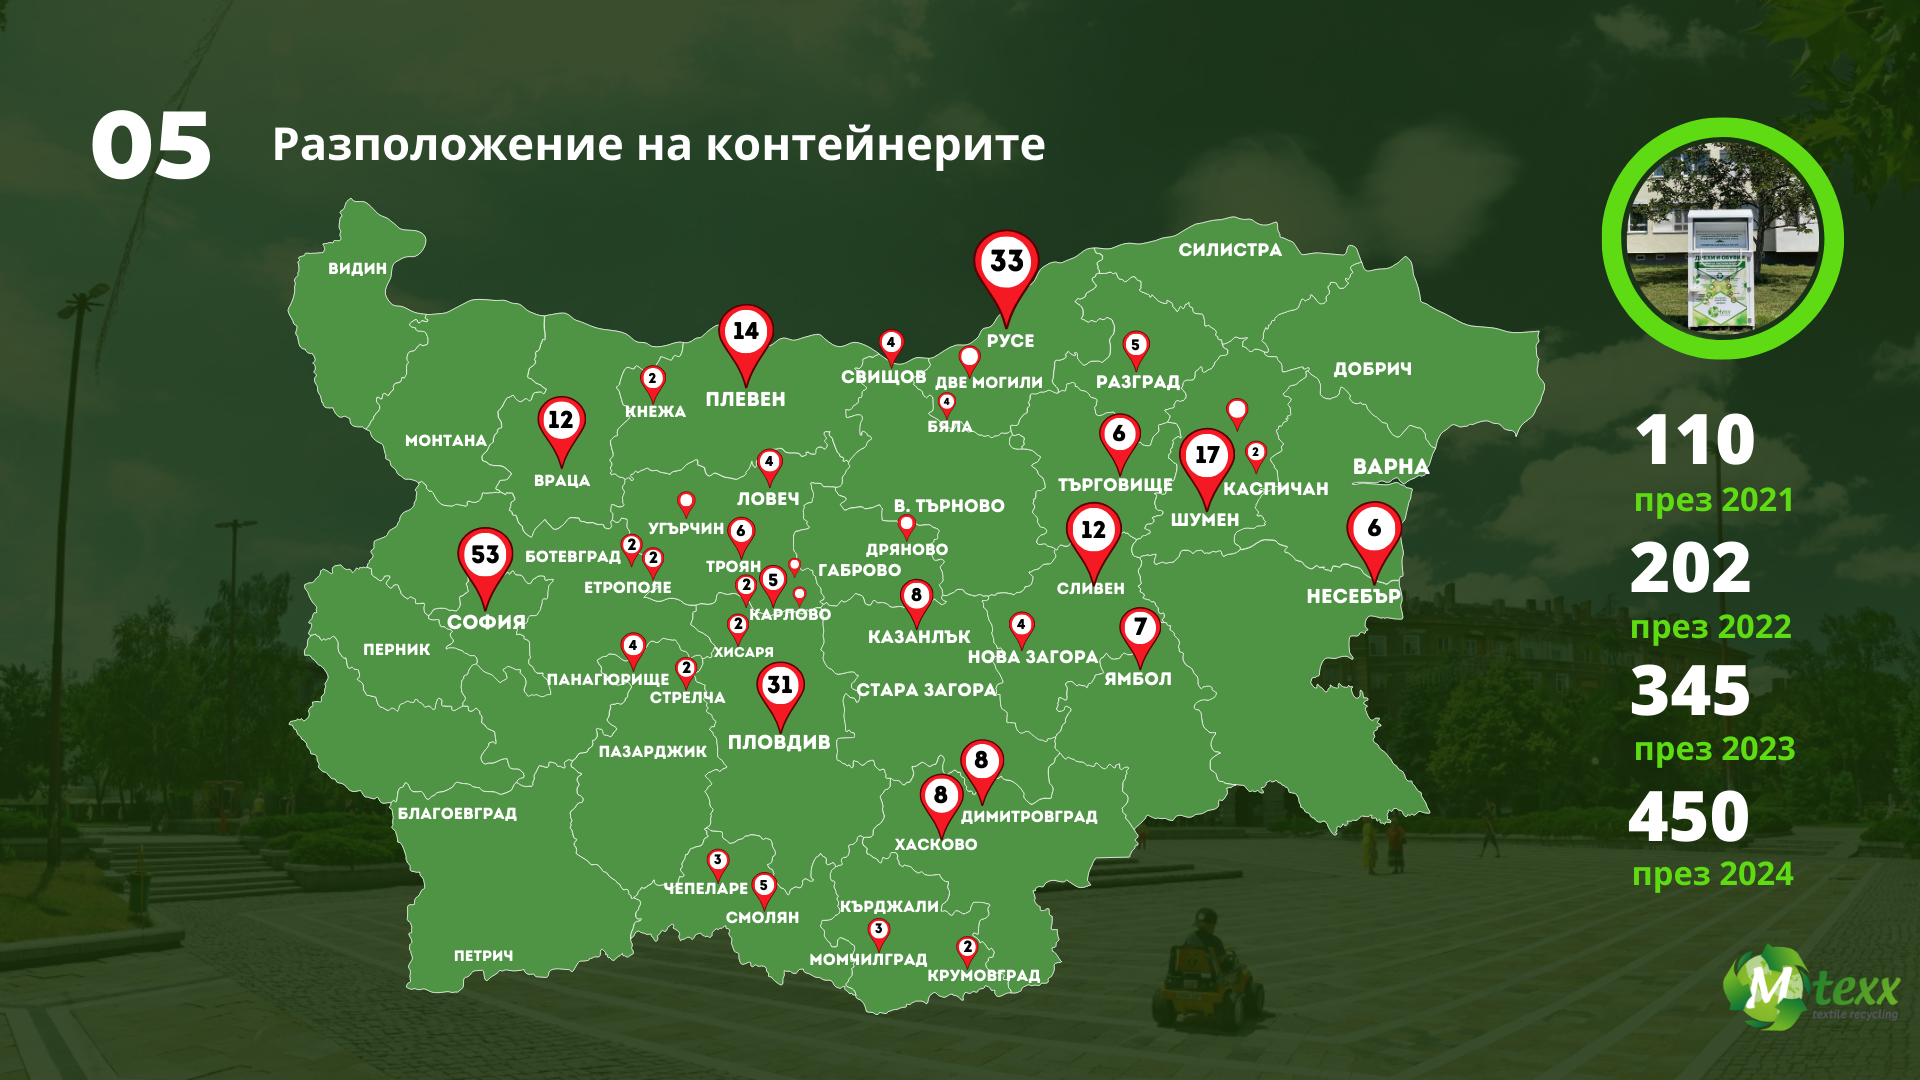 05
Разположение на контейнерите
ВИДИН
СИЛИСТРА
33
РУСЕ
14
ПЛЕВЕН
4
СВИЩОВ
ДВЕ МОГИЛИ
5
РАЗГРАД
ДОБРИЧ
2
КНЕЖА
4
БЯЛА
12
ВРАЦА
МОНТАНА
6
ТЪРГОВИЩЕ
17
ШУМЕН
2
КАСПИЧАН
ВАРНА
4
ЛОВЕЧ
УГЪРЧИН
6
ТРОЯН
В. ТЪРНОВО
ДРЯНОВО
12
СЛИВЕН
6
НЕСЕБЪР
53
СОФИЯ
2
БОТЕВГРАД
2
ЕТРОПОЛЕ
ГАБРОВО
2
5
КАРЛОВО
8
КАЗАНЛЪК
2
ХИСАРЯ
4
НОВА ЗАГОРА
7
ЯМБОЛ
ПЕРНИК
4
ПАНАГЮРИЩЕ
2
СТРЕЛЧА
31
ПЛОВДИВ
СТАРА ЗАГОРА
ПАЗАРДЖИК
8
ДИМИТРОВГРАД
8
ХАСКОВО
БЛАГОЕВГРАД
3
ЧЕПЕЛАРЕ
5
СМОЛЯН
КЪРДЖАЛИ
3
МОМЧИЛГРАД
2
КРУМОВГРАД
ПЕТРИЧ
110
през 2021
202
през 2022
345
през 2023
450
през 2024
M texx
textile recycling